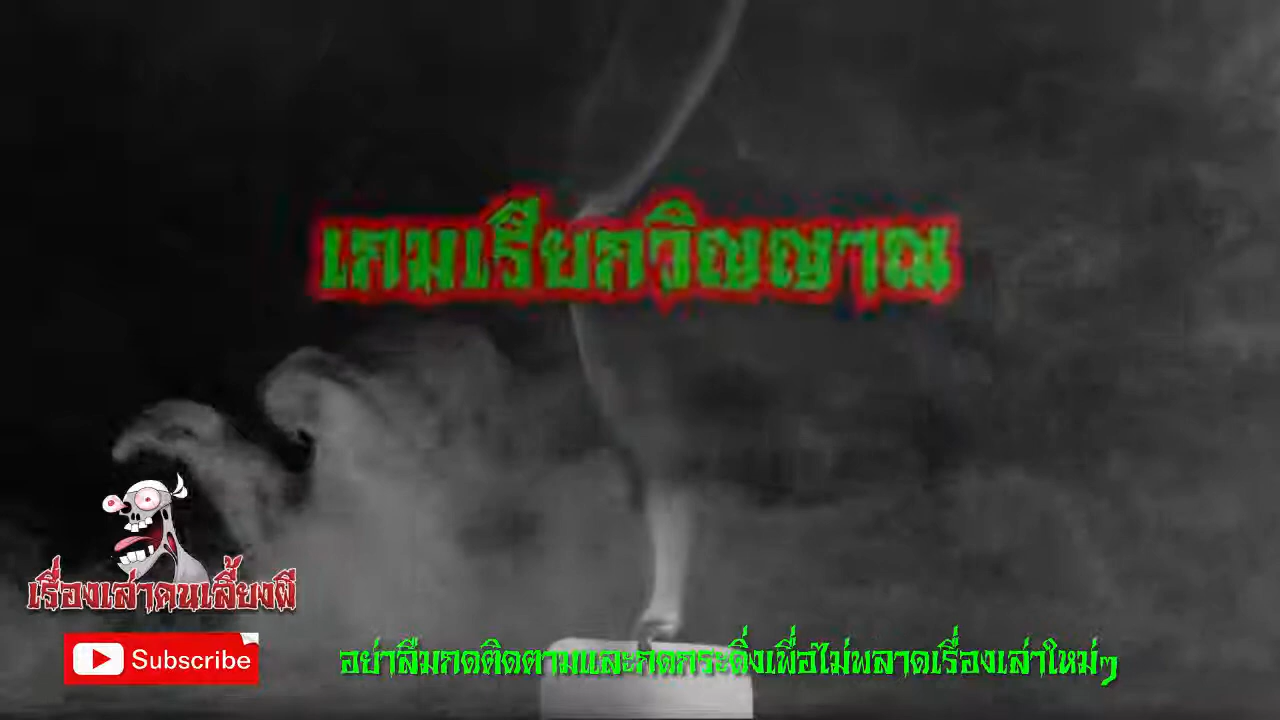 เกมเรียกวิญญาณ
เรื่องเล่าคนเลี้ยงผี
Subscribe
อย่าลืมกดติดตามและกดกระดิ่งเพื่อไม่พลาดเรื่องเล่าใหม่ๆ